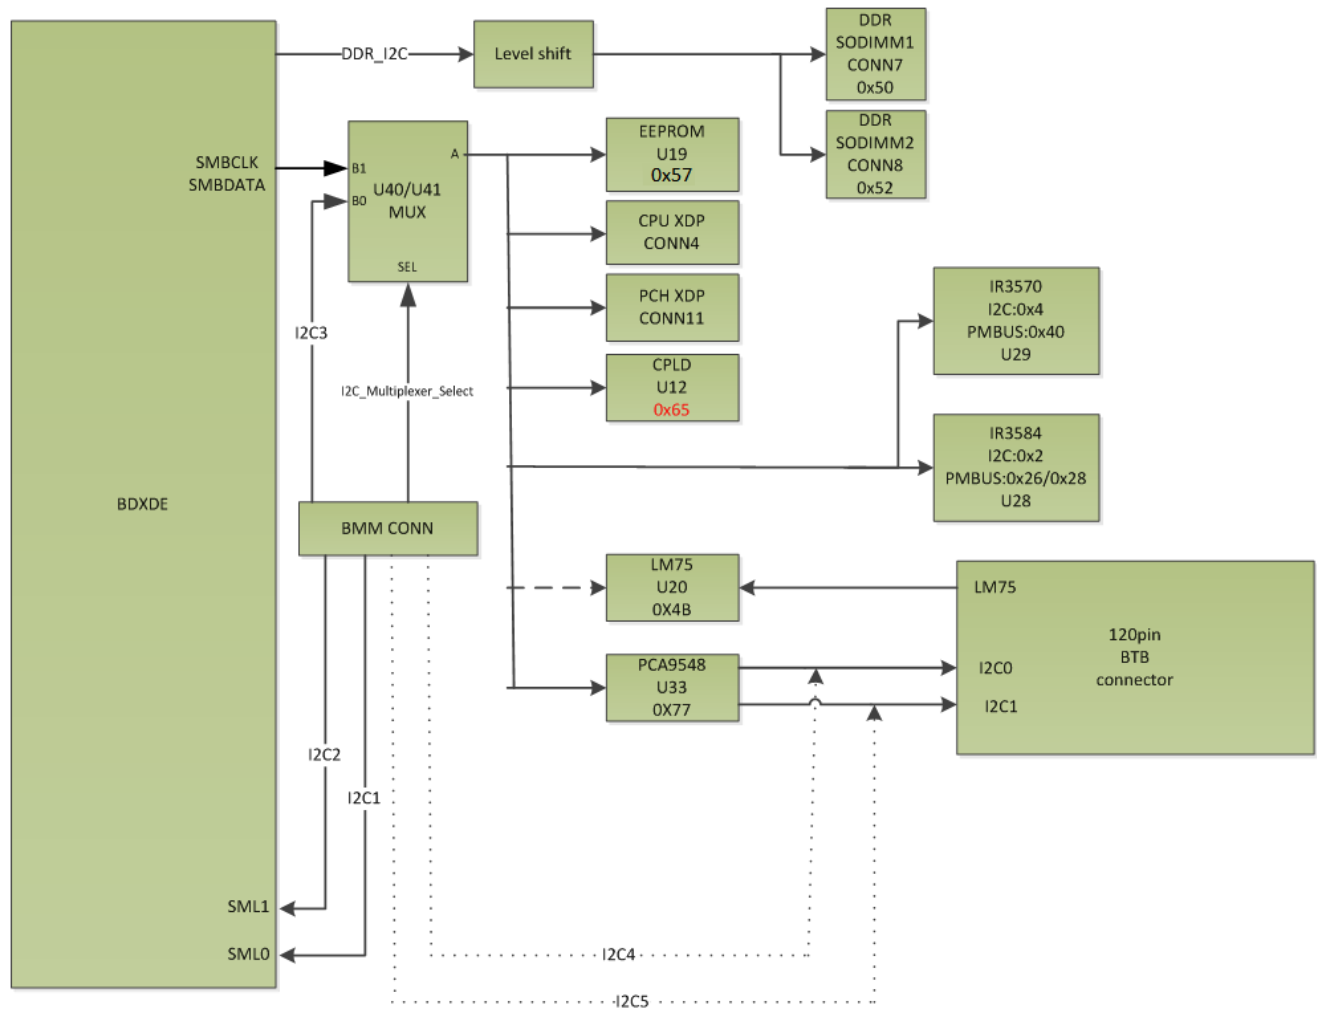 DDR_I2C
Level shift
DDR
SODIMM1
CONN7
0x50
DDR
SODIMM2
CONN8
0x52
SMBCLK
SMBDATA
B1
B0
A
U40/U41
MUX
SEL
EEPROM
U19
0x57
CPU XDP
CONN4
PCH XDP
CONN11
CPLD
U12
0x65
IR3570
I2C:0x4
PMBUS:0x40
U29
IR3584
I2C:0x2
PMBUS:0x26/0x28
U28
I2C3
I2C_Multiplexer_Select
BDXDE
BMM CONN
LM75
U20
0X4B
PCA9548
U33
0X77
LM75
I2C0
I2C1
120pin
BTB
connector
I2C2
I2C1
SML1
SML0
I2C4
I2C5